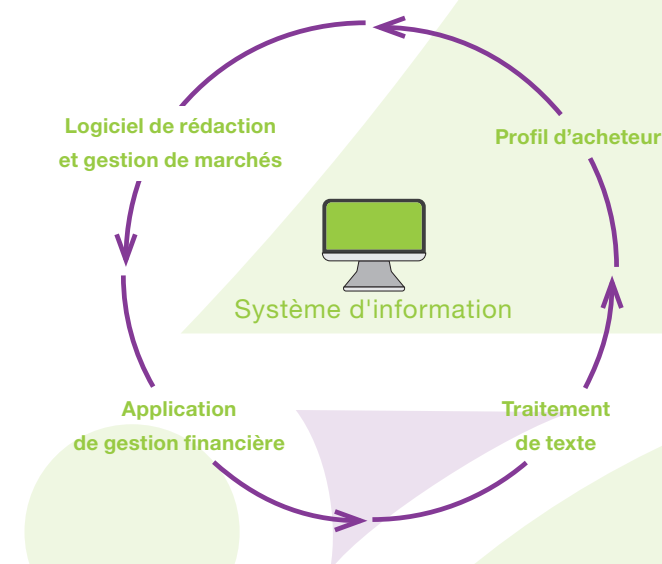 Logiciel de rédaction
et gestion de marchés
Profil d’acheteur
Système d'information
Application
de gestion financière
Traitement
de texte